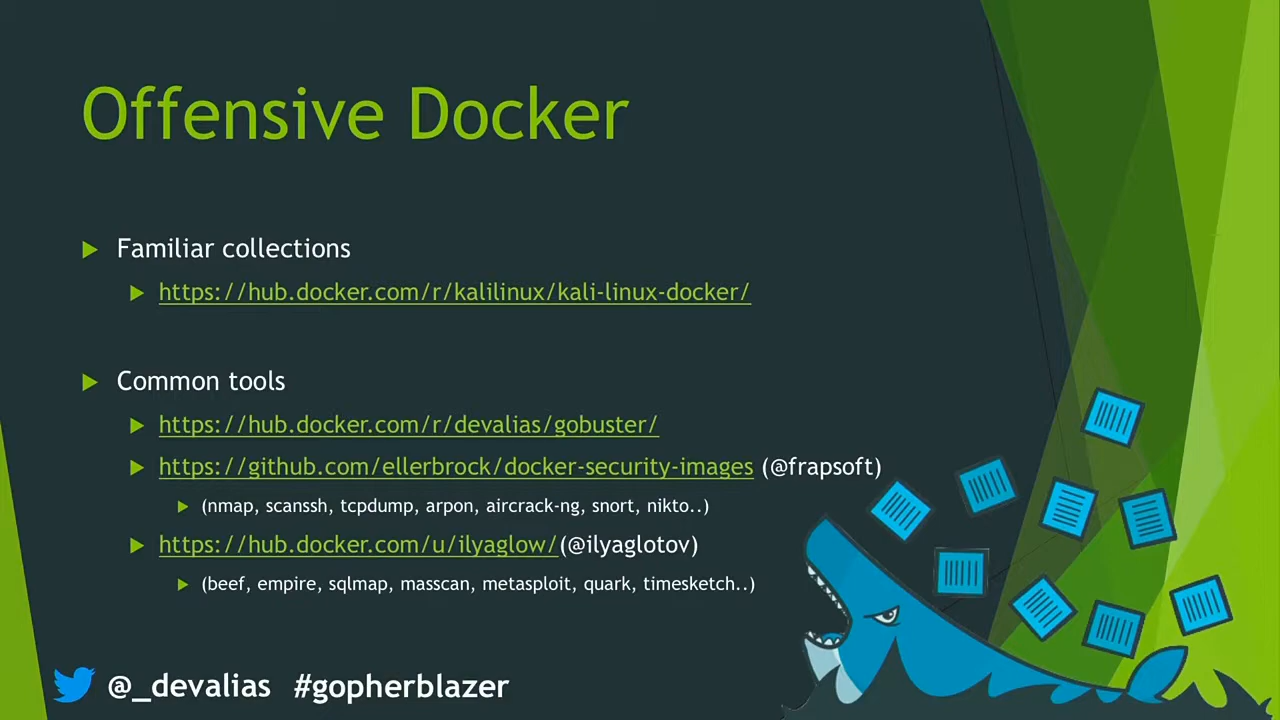 Offensive Docker
Familiar collections
https://hub.docker.com/r/kalilinux/kali-linux-docker/
Common tools
https://hub.docker.com/r/devalias/gobuster/
https://github.com/ellerbrock/docker-security-images (@frapsoft)
(nmap, scanssh, tcpdump, arpon, aircrack-ng, snort, nikto..)
https://hub.docker.com/u/ilyaglow/(@ilyaglotov)
(beef, empire, sqlmap, masscan, metasploit, quark, timesketch..)
@_devalias #gopherblazer